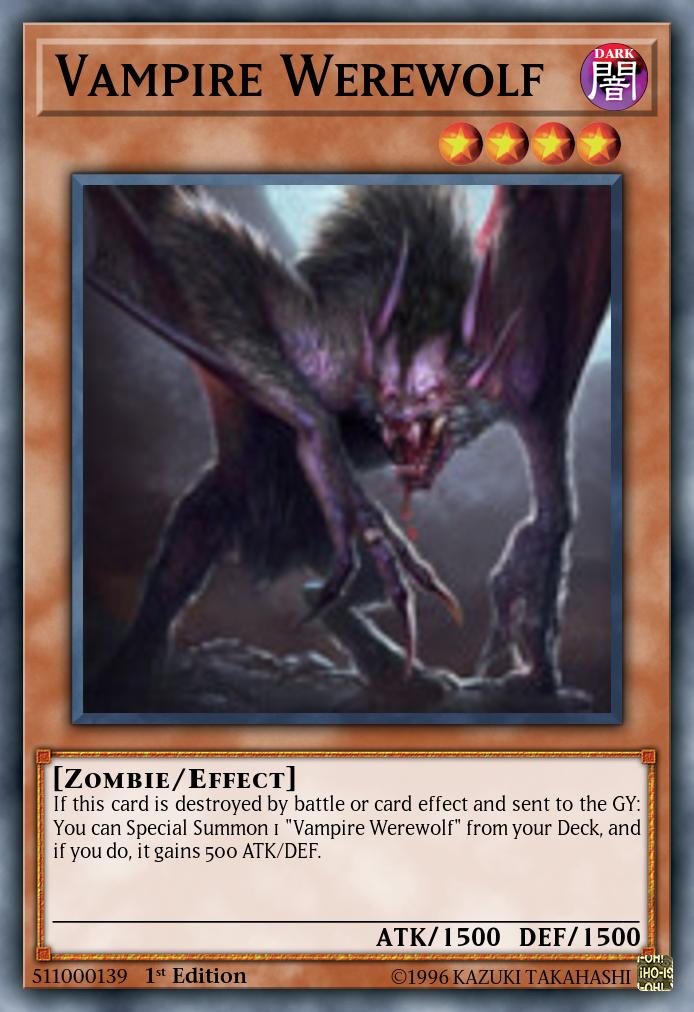 VAMPIRE WEREWOLF
DARK
闇
[ZOMBIE/EFFECT]
If this card is destroyed by battle or card effect and sent to the GY:
You can Special Summon 1 "Vampire Werewolf" from your Deck, and
if you do, it gains 500 ATK/DEF.
ATK/1500 DEF/1500
511000139 1st Edition ©1996 KAZUKI TAKAHASHI